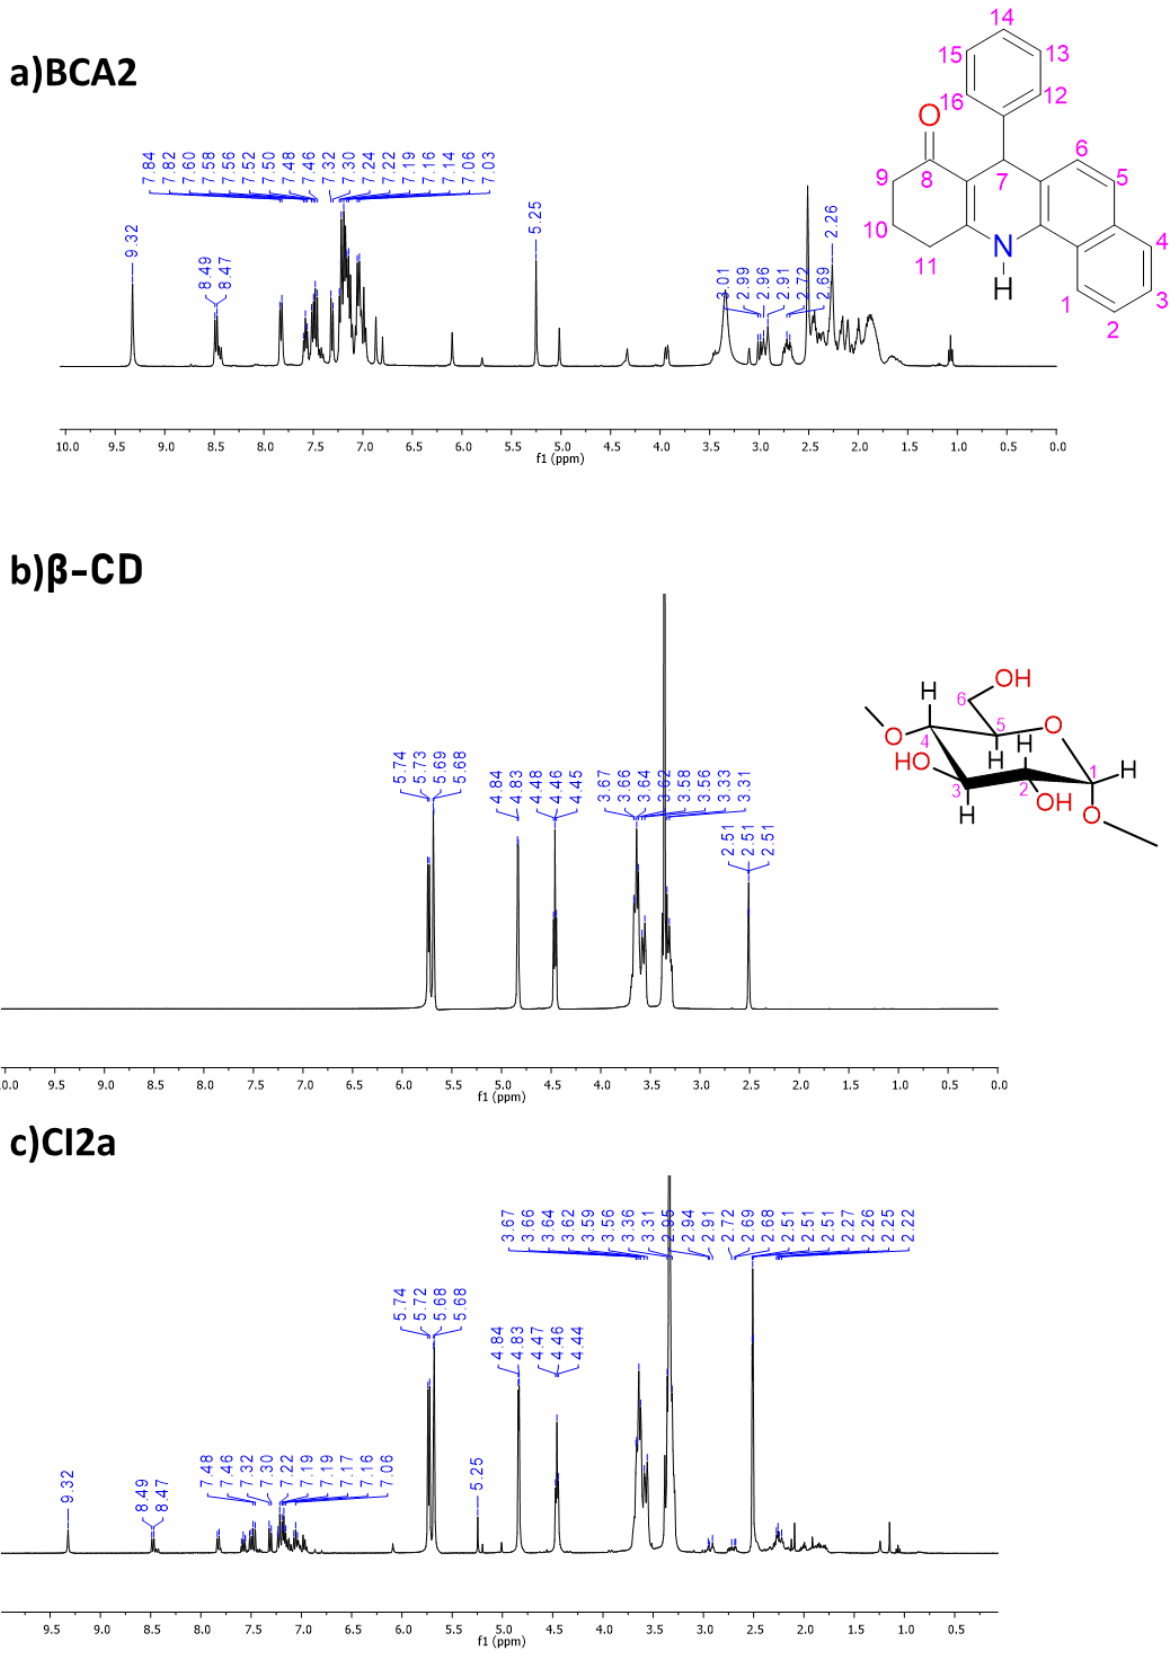 a)BCA2
7.84 7.82 7.60 7.58 7.56 7.52 7.50 7.48 7.46 7.32 7.30 7.24 7.22 7.19 7.16 7.14 7.06 7.03
9.32
8.49 8.47
5.25
3.01 2.99 2.96 2.91 2.72 2.69
2.26
14
15 13
16 12
O
6
9 8 7 5
10
N
H
11
4
1 3
2
10.0 9.5 9.0 8.5 8.0 7.5 7.0 6.5 6.0 5.5 5.0 4.5 4.0 3.5 3.0 2.5 2.0 1.5 1.0 0.5 0.0
f1 (ppm)
b)β-CD
5.74 5.73 5.69 5.68
4.84 4.83
4.48 4.46 4.45
3.67 3.66 3.64 3.62 3.58 3.56 3.33 3.31
2.51 2.51 2.51
6 OH
H
O 4 5 O
HO H H
3 2 1 H
H OH
O
.0.0 9.5 9.0 8.5 8.0 7.5 7.0 6.5 6.0 5.5 5.0 4.5 4.0 3.5 3.0 2.5 2.0 1.5 1.0 0.5 0.0
f1 (ppm)
c)CI2a
3.67 3.66 3.64 3.62 3.59 3.56 3.36 3.31 2.95 2.94 2.91 2.72 2.69 2.68 2.51 2.51 2.51 2.27 2.26 2.25 2.22
5.74 5.72 5.68 5.68
4.84 4.83
4.47 4.46 4.44
9.32
8.49 8.47
7.48 7.46 7.32 7.30 7.22 7.19 7.19 7.17 7.16 7.06
5.25
9.5 9.0 8.5 8.0 7.5 7.0 6.5 6.0 5.5 5.0 4.5 4.0 3.5 3.0 2.5 2.0 1.5 1.0 0.5
f1 (ppm)